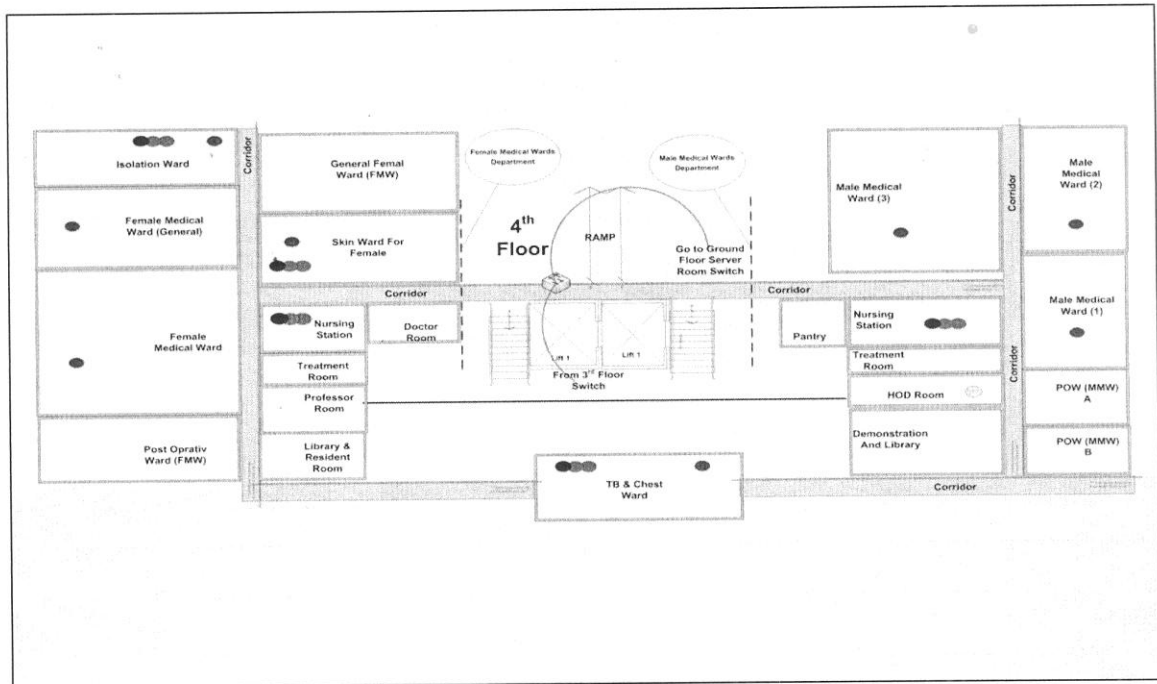 Isolation Ward
Female Medical
Ward (General)
Female
Medical Ward
Post Oprativ
Ward (FMW)
Corridor
General Femal
Ward (FMW)
Skin Ward For
Female
Corridor
Nursing
Station
Doctor
Room
Treatment
Room
Professor
Room
Library &
Resident
Room
Female Medical Wards
Department
4th
Floor
RAMP
Male Medical Wards
Department
Go to Ground
Floor Server
Room Switch
Lift 1
Lift 1
From 3rd Floor
Switch
TB & Chest
Ward
Male Medical
Ward (3)
Corridor
Pantry
Nursing
Station
Treatment
Room
HOD Room
Demonstration
And Library
Corridor
Corridor
Corridor
Male
Medical
Ward (2)
Male Medical
Ward (1)
POW (MMW)
A
POW (MMW)
B